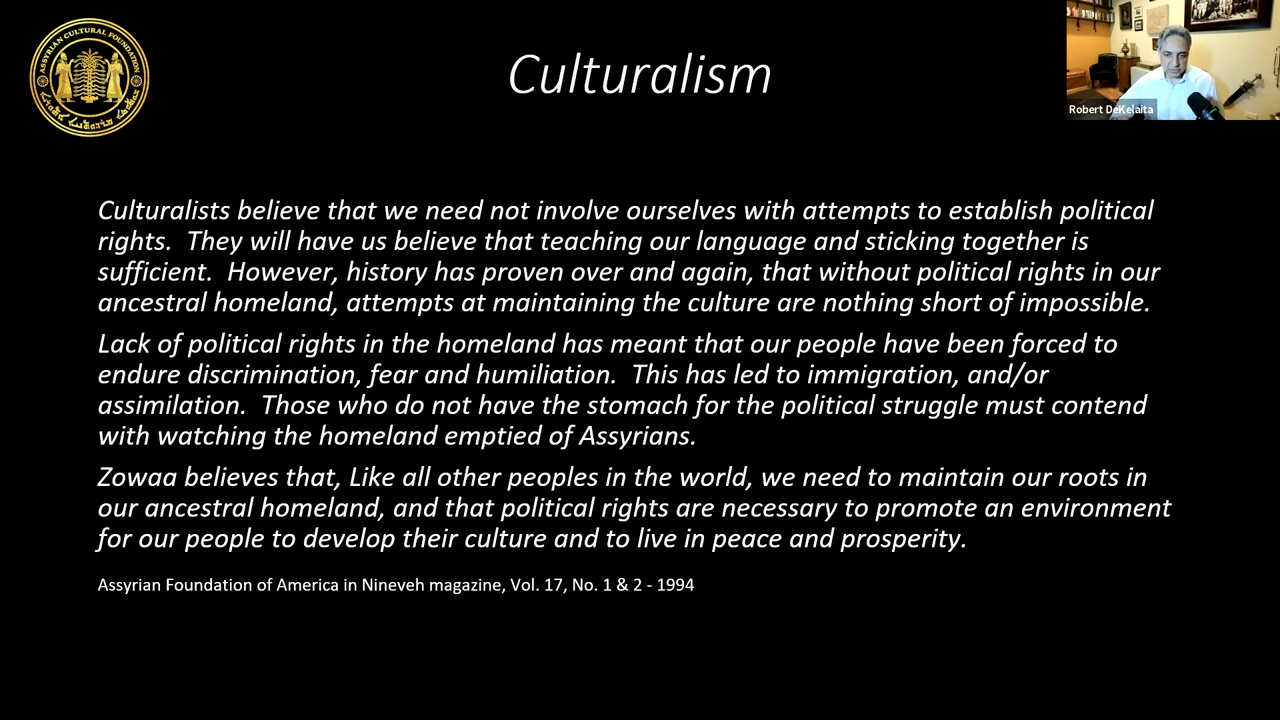 ASSYRIAN CULTURAL FOUNDATION
Culturalism
Robert DeKelaita
Culturalists believe that we need not involve ourselves with attempts to establish political
rights. They will have us believe that teaching our language and sticking together is
sufficient. However, history has proven over and again, that without political rights in our
ancestral homeland, attempts at maintaining the culture are nothing short of impossible.
Lack of political rights in the homeland has meant that our people have been forced to
endure discrimination, fear and humiliation. This has led to immigration, and/or
assimilation. Those who do not have the stomach for the political struggle must contend
with watching the homeland emptied of Assyrians.
Zowaa believes that, Like all other peoples in the world, we need to maintain our roots in
our ancestral homeland, and that political rights are necessary to promote an environment
for our people to develop their culture and to live in peace and prosperity.
Assyrian Foundation of America in Nineveh magazine, Vol. 17, No. 1 & 2 - 1994